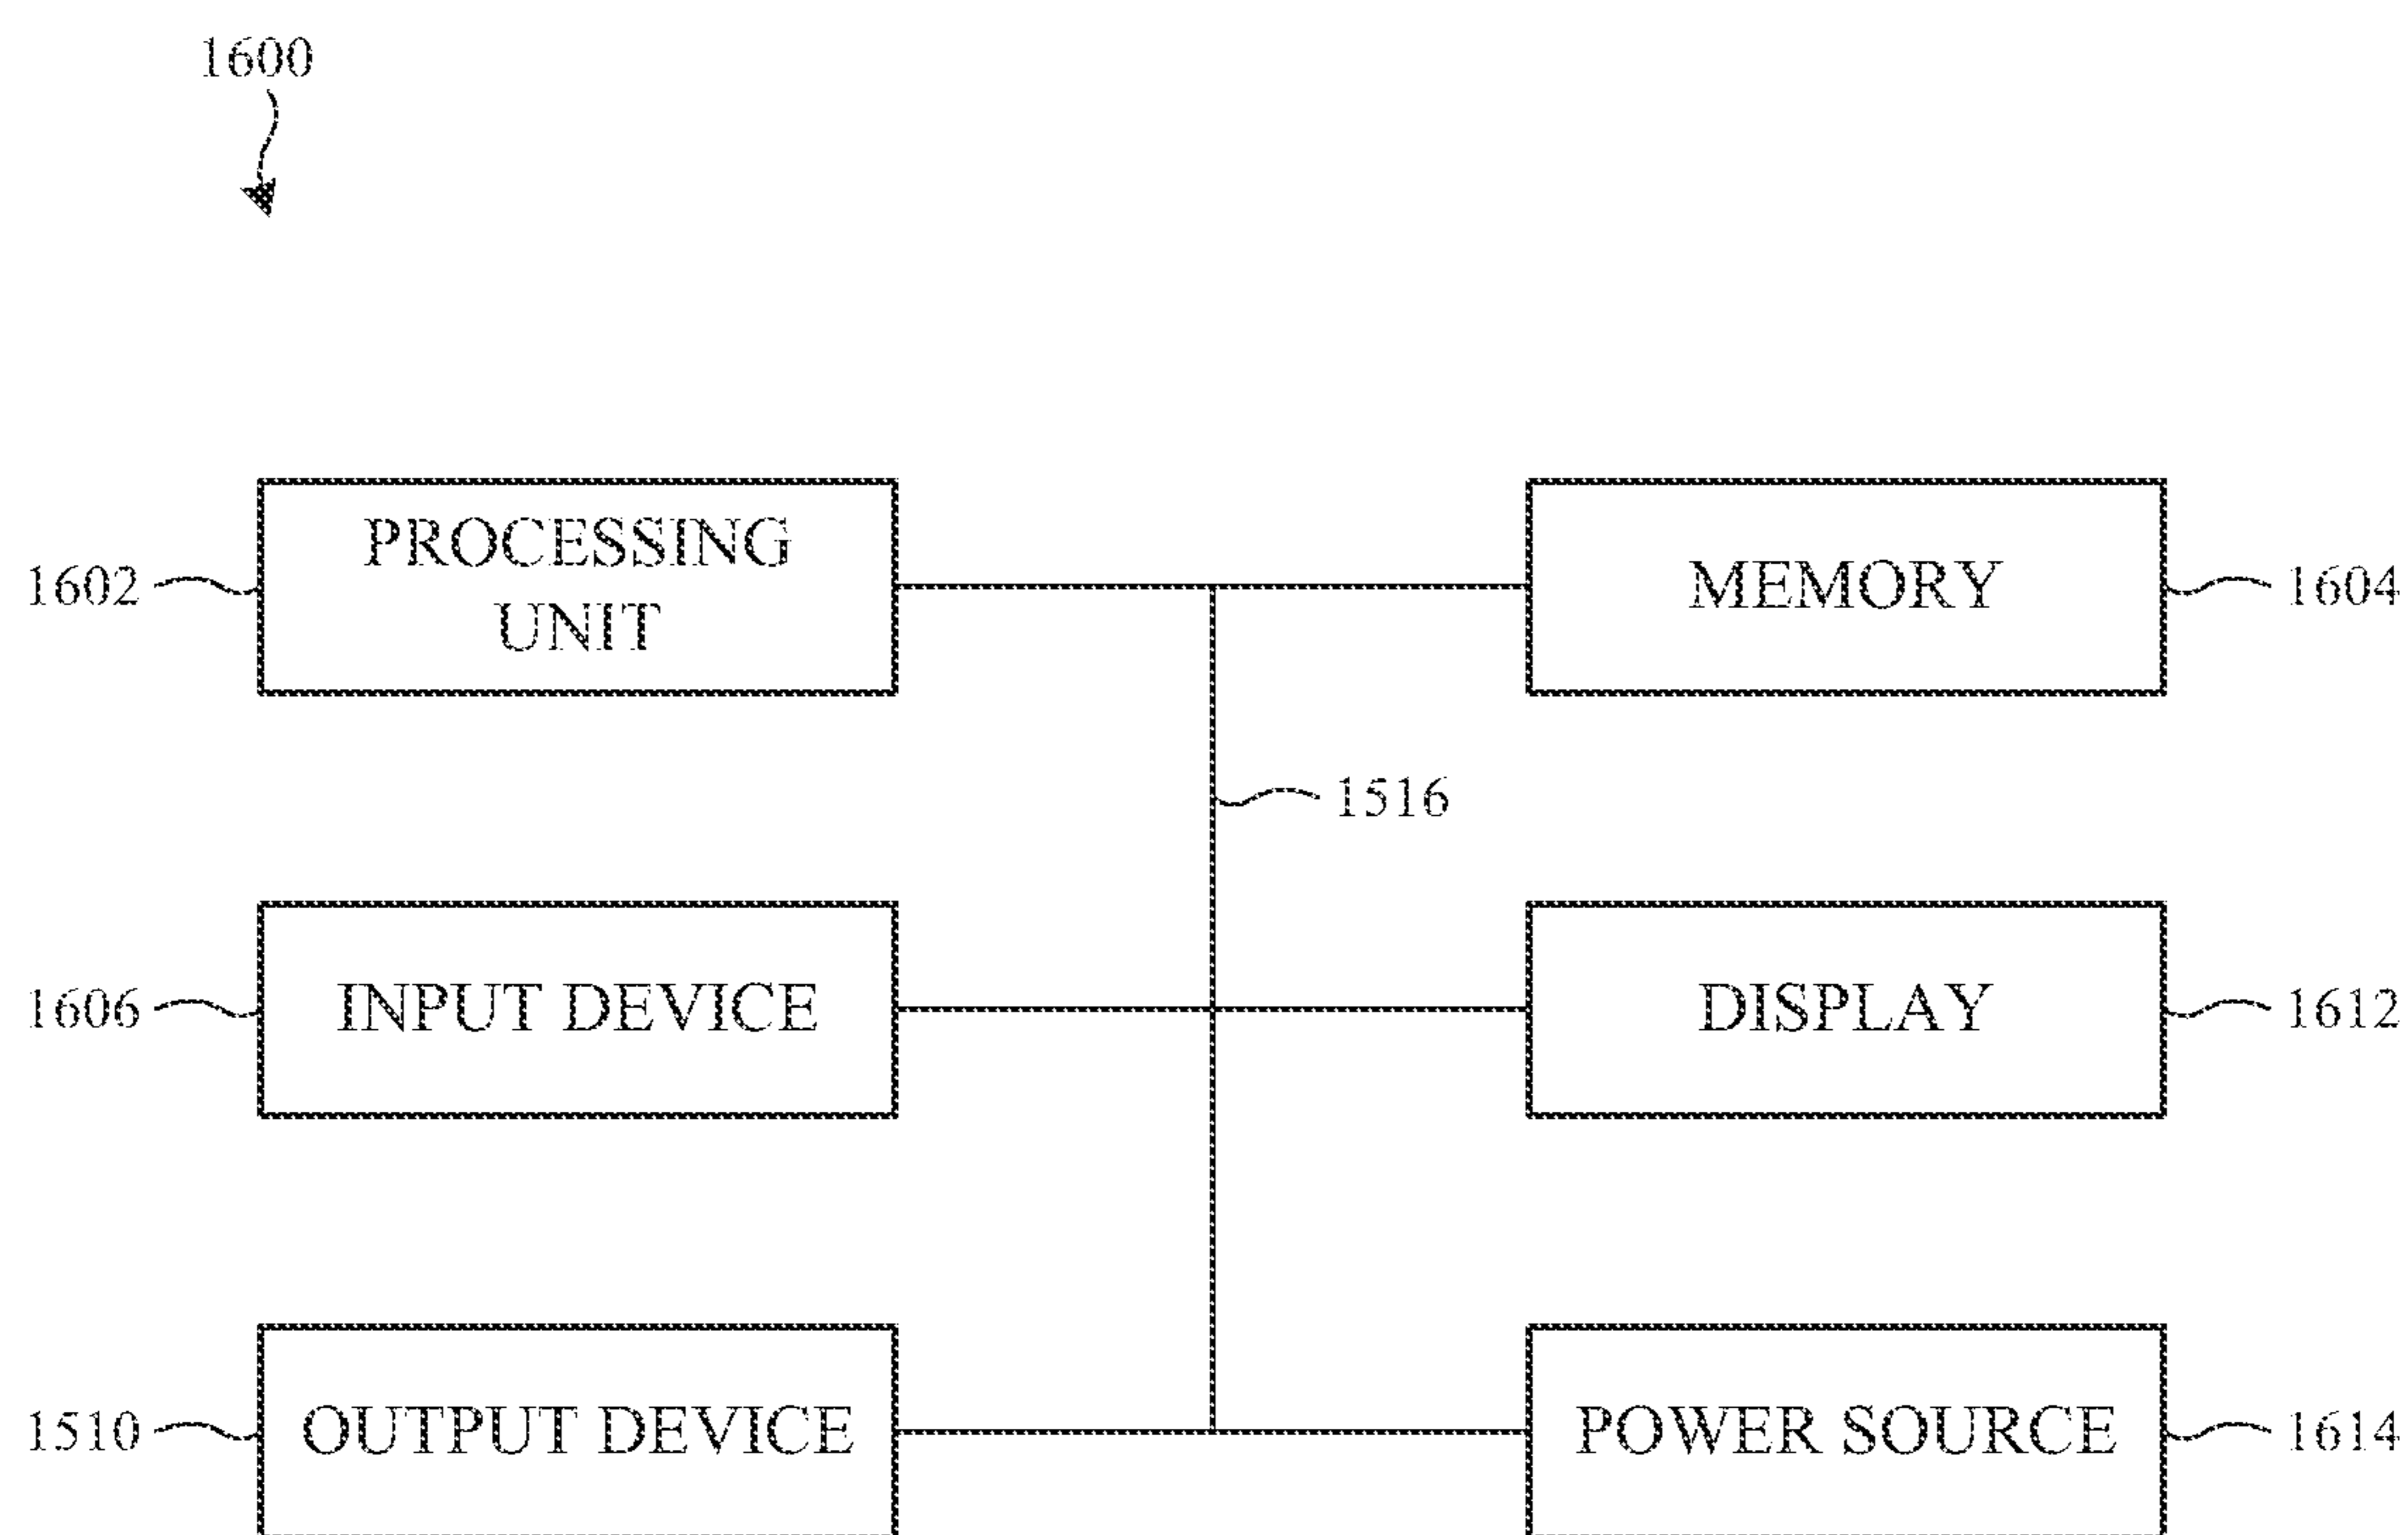 1600
PROCESSING
UNIT
MEMORY
1602
1604
1516
INPUT DEVICE
DISPLAY
1606
1612
OUTPUT DEVICE
POWER SOURCE
1510
1614